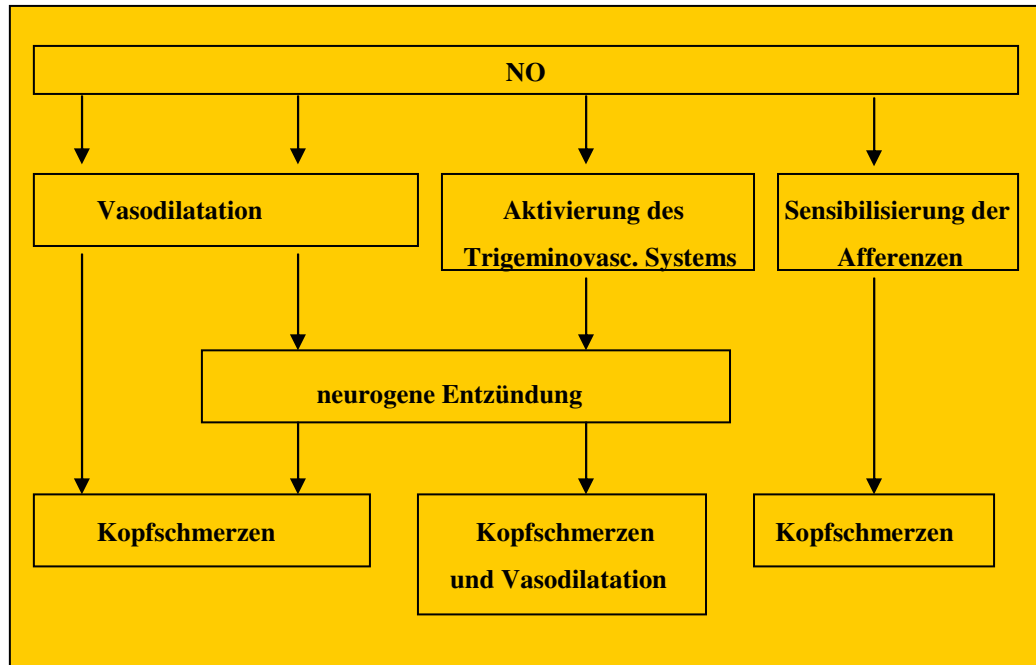 NO
Vasodilatation
Aktivierung des
Trigeminovasc. Systems
Sensibilisierung der
Afferenzen
neurogene Entzündung
Kopfschmerzen
Kopfschmerzen
und Vasodilatation
Kopfschmerzen